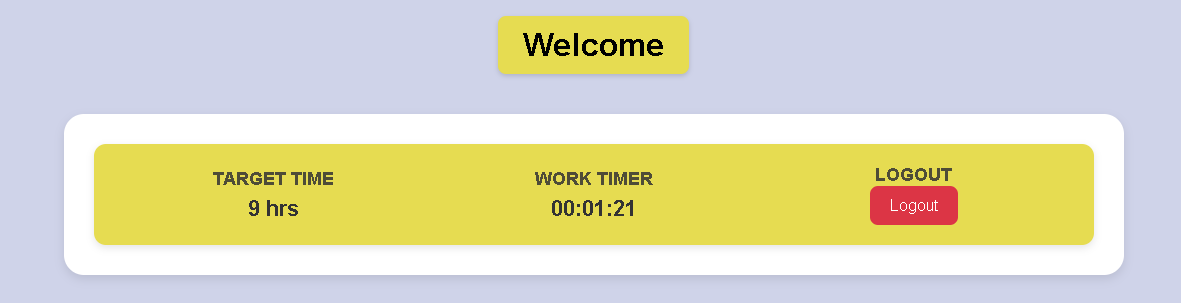 Welcome
TARGET TIME
9 hrs
WORK TIMER
00:01:21
LOGOUT
Logout